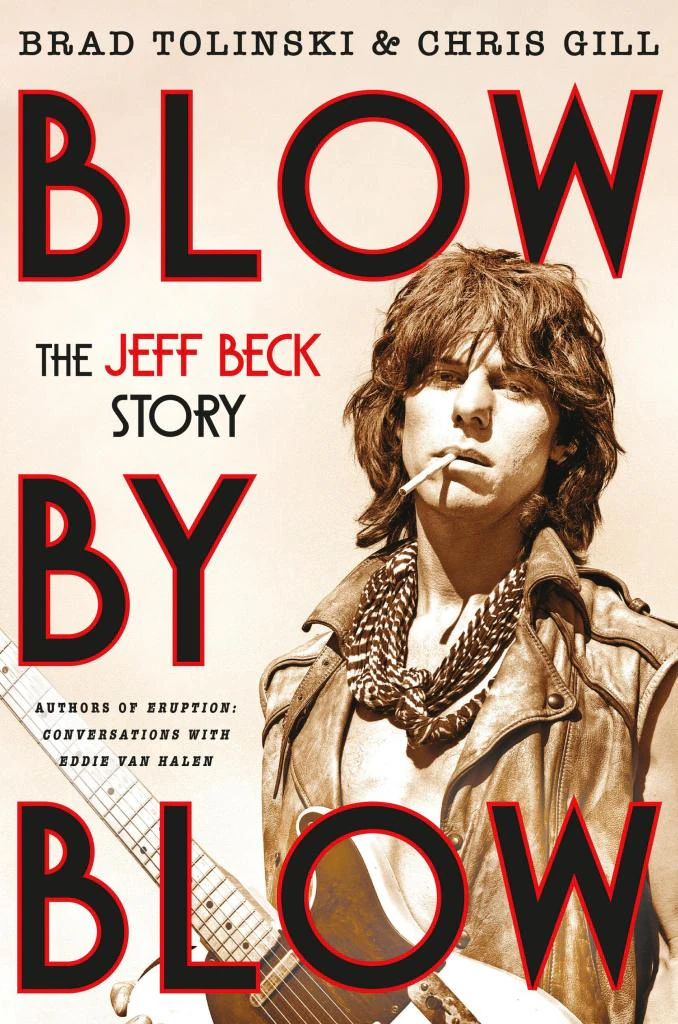 BRAD TOLINSKI & CHRIS GILL
BLOW
THE JEFF BECK
STORY
BY
AUTHORS OF ERUPTION:
CONVERSATIONS WITH
EDDIE VAN HALEN
BLOW